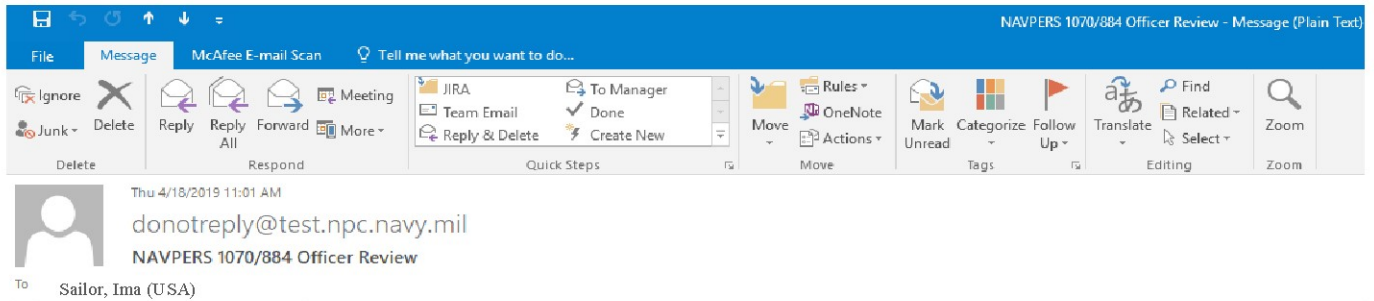 NAVPERS 1070/884 Officer Review - Message (Plain Text)
File Message McAfee E-mail Scan Tell me what you want to do...
Ignore
Junk
Delete
Delete
Reply
Reply All
Forward
Meeting
More
Respond
JIRA To Manager
Team Email Done
Reply & Delete Create New
Quick Steps
Move
Rules
OneNote
Actions
Move
Mark Unread
Categorize
Follow Up
Tags
Translate
Find
Related
Select
Editing
Zoom
Zoom
Thu 4/18/2019 11:01 AM
donotreply@test.npc.navy.mil
NAVPERS 1070/884 Officer Review
To Sailor, Ima (USA)